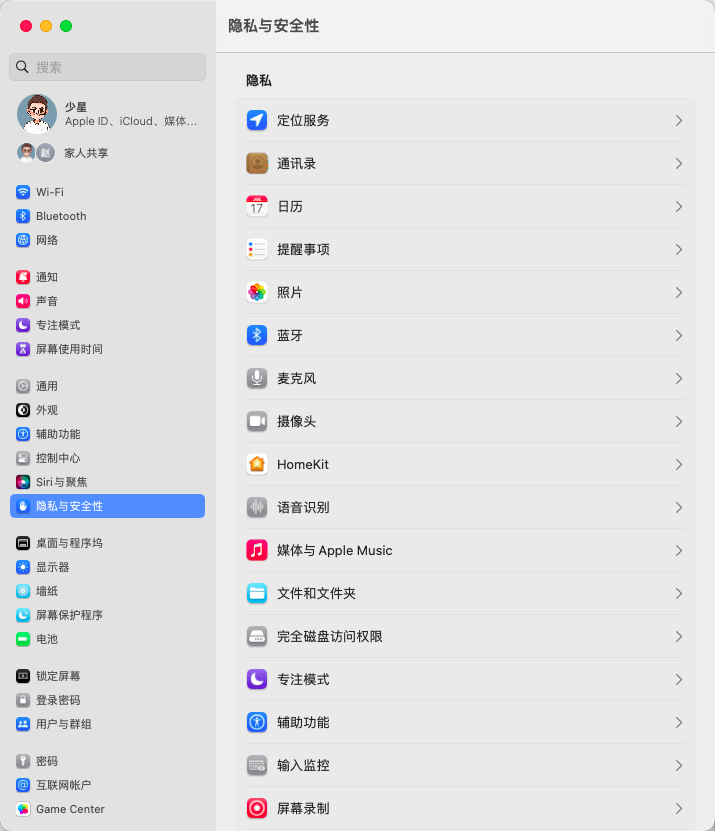 搜索
少星
Apple ID、iCloud、媒体...
赵
家人共享
Wi-Fi
Bluetooth
网络
通知
声音
专注模式
屏幕使用时间
通用
外观
辅助功能
控制中心
Siri与聚焦
隐私与安全性
桌面与程序坞
显示器
墙纸
屏幕保护程序
电池
锁定屏幕
登录密码
用户与群组
密码
互联网帐户
Game Center
隐私与安全性
隐私
定位服务
通讯录
17
日历
提醒事项
照片
蓝牙
麦克风
摄像头
HomeKit
语音识别
媒体与 Apple Music
文件和文件夹
完全磁盘访问权限
专注模式
辅助功能
输入监控
屏幕录制